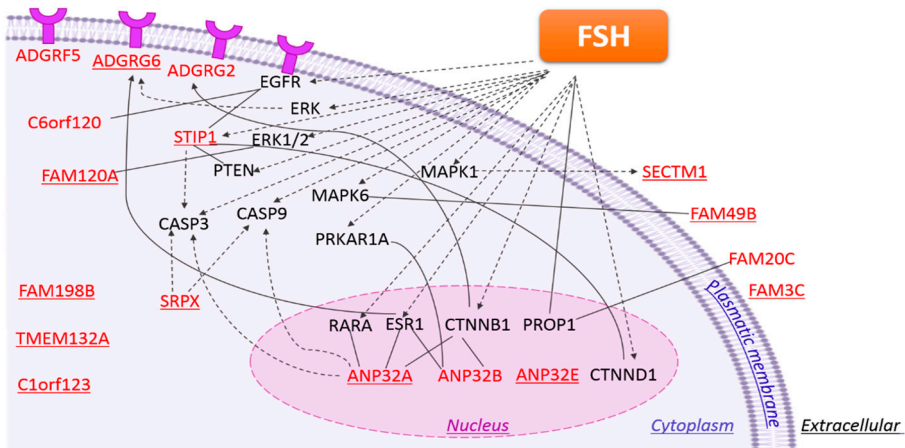 FSH
ADGRF5
ADGRG6
ADGRG2
EGFR
ERK
C6orf120
STIP1
ERK1/2
FAM120A
PTEN
MAPK1
SECTM1
MAPK6
CASP9
CASP3
FAM49B
PRKAR1A
FAM20C
FAM198B
SRPX
FAM3C
plasmatic membrane
RARA
ESR1
CTNNB1
PROP1
TMEM132A
ANP32A
ANP32B
ANP32E
CTNND1
C1orf123
Nucleus
Cytoplasm
Extracellular